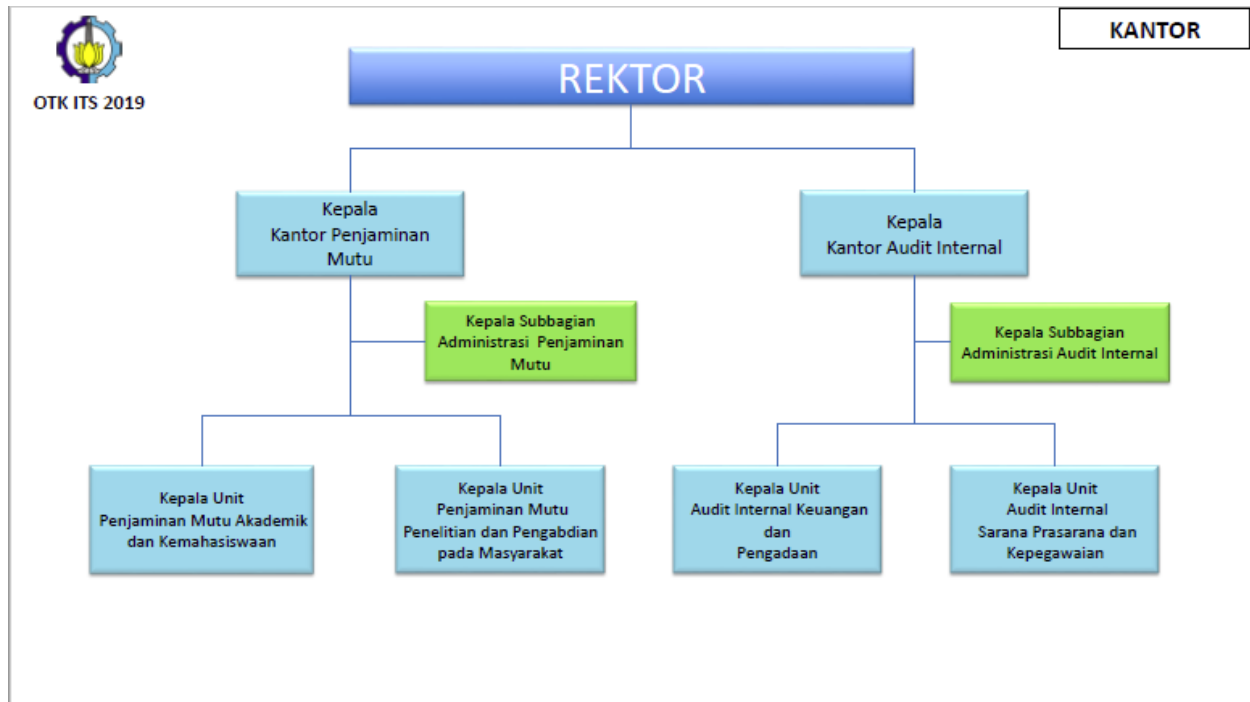 KANTOR
OTK ITS 2019
REKTOR
Kepala
Kantor Penjaminan
Mutu
Kepala
Kantor Audit Internal
Kepala Subbagian
Administrasi Penjaminan
Mutu
Kepala Subbagian
Administrasi Audit Internal
Kepala Unit
Penjaminan Mutu Akademik
dan Kemahasiswaan
Kepala Unit
Penjaminan Mutu
Penelitian dan Pengabdian
pada Masyarakat
Kepala Unit
Audit Internal Keuangan
dan
Pengadaan
Kepala Unit
Audit Internal
Sarana Prasarana dan
Kepegawaian